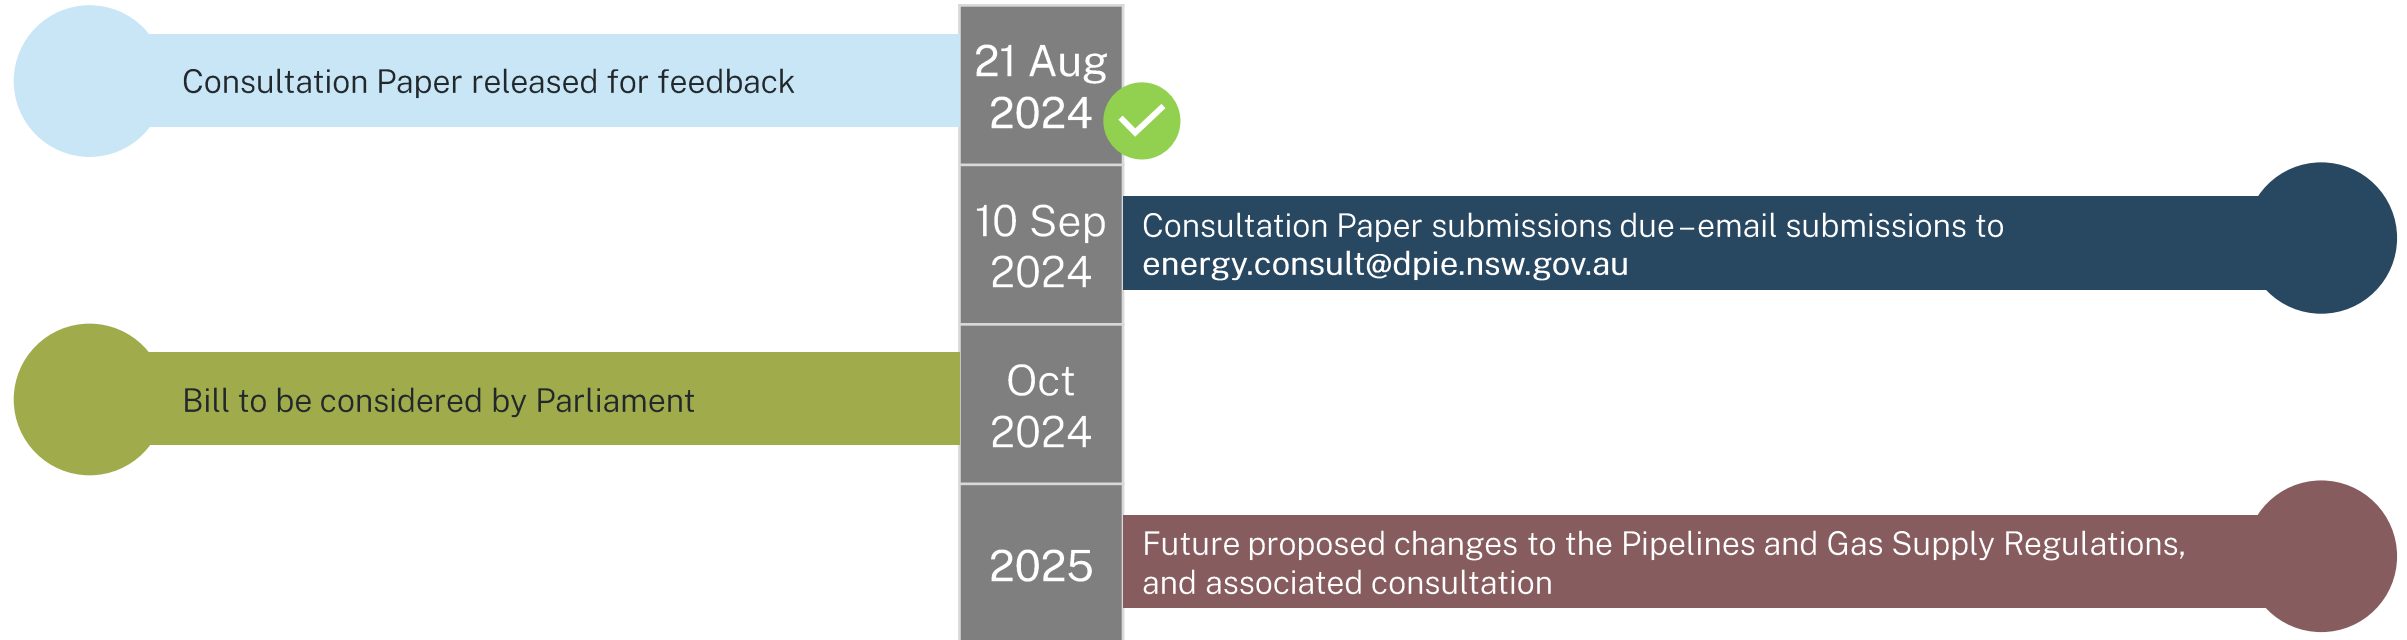 Consultation Paper released for feedback
21 Aug
2024
10 Sep
2024
Consultation Paper submissions due – email submissions to
energy.consult@dpie.nsw.gov.au
Bill to be considered by Parliament
Oct
2024
2025
Future proposed changes to the Pipelines and Gas Supply Regulations,
and associated consultation